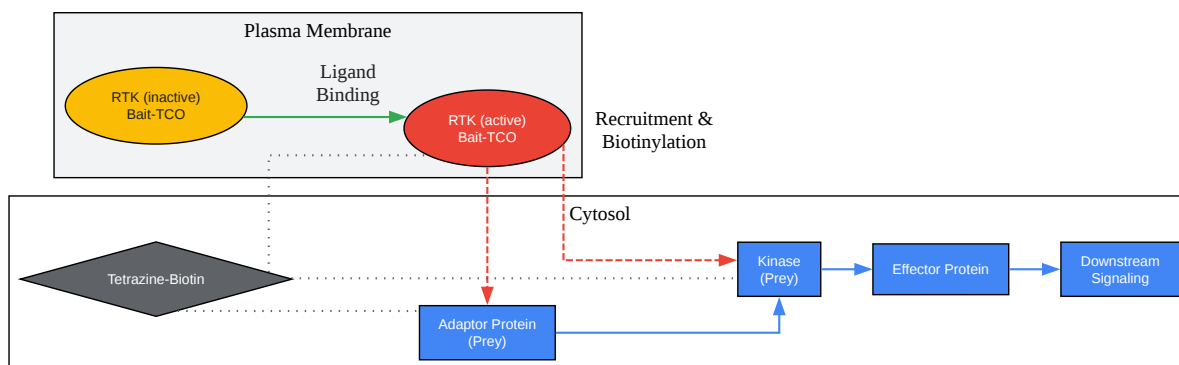 Plasma Membrane
RTK (inactive)
Bait-TCO
Ligand
Binding
RTK (active)
Bait-TCO
Recruitment &
Biotinylation
Cytosol
Tetrazine-Biotin
Kinase
(Prey)
Effector Protein
Downstream
Signaling
Adaptor Protein
(Prey)